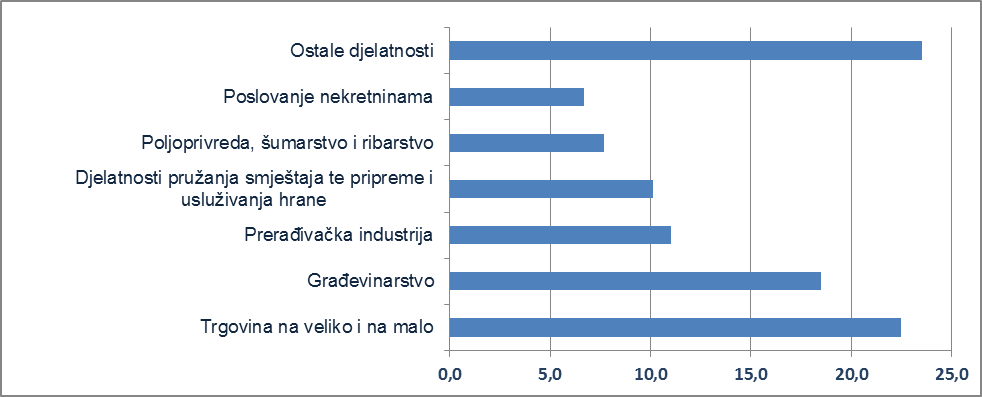 Ostale djelatnosti
Poslovanje nekretninama
Poljoprivreda, šumarstvo i ribarstvo
Djelatnosti pružanja smještaja te pripreme i
usluživanja hrane
Prerađivačka industrija
Građevinarstvo
Trgovina na veliko i na malo
0,0 5,0 10,0 15,0 20,0 25,0